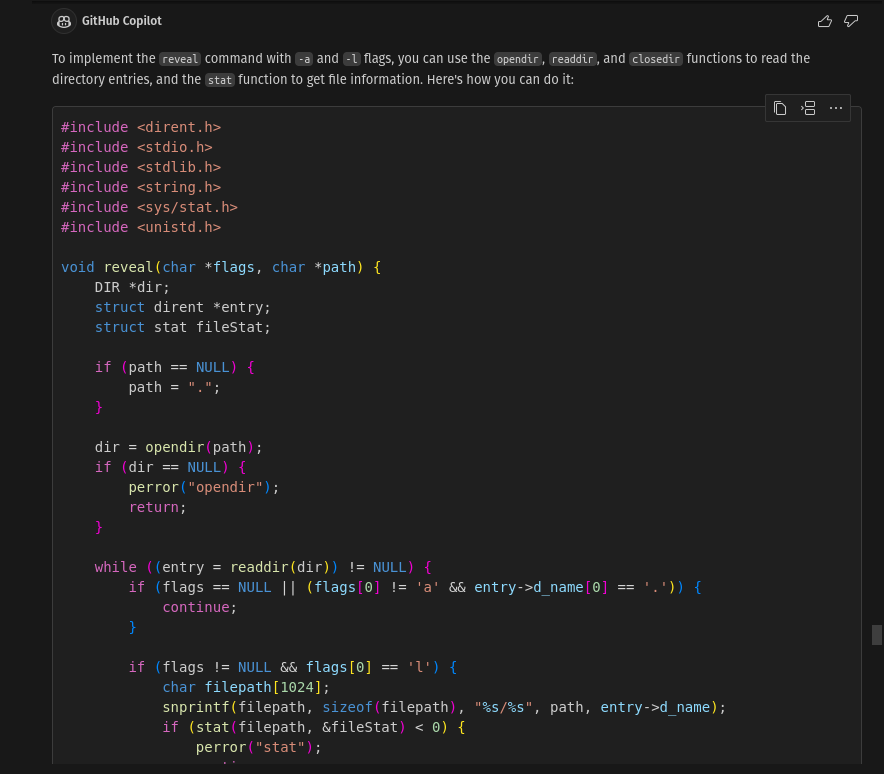 GitHub Copilot
To implement the reveal command with -a and -l flags, you can use the opendir, readdir, and closedir functions to read the
directory entries, and the stat function to get file information. Here's how you can do it:
#include <dirent.h>
#include <stdio.h>
#include <stdlib.h>
#include <string.h>
#include <sys/stat.h>
#include <unistd.h>
void reveal(char *flags, char *path) {
    DIR *dir;
    struct dirent *entry;
    struct stat fileStat;
    if (path == NULL) {
        path = ".";
    }
    dir = opendir(path);
    if (dir == NULL) {
        perror("opendir");
        return;
    }
    while ((entry = readdir(dir)) != NULL) {
        if (flags == NULL || (flags[0] != 'a' && entry->d_name[0] == '.')) {
            continue;
        }
        if (flags != NULL && flags[0] == 'l') {
            char filepath[1024];
            snprintf(filepath, sizeof(filepath), "%s/%s", path, entry->d_name);
            if (stat(filepath, &fileStat) < 0) {
                perror("stat");